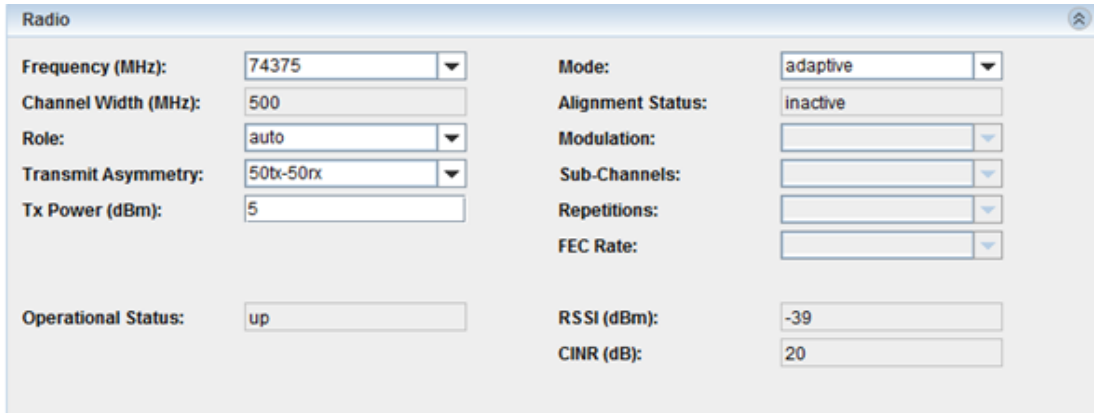 Radio
Frequency (MHz): 74375 Mode: adaptive
Channel Width (MHz): 500 Alignment Status: inactive
Role: auto Modulation:
Transmit Asymmetry: 50tx-50rx Sub-Channels:
Tx Power (dBm): 5 Repetitions:
FEC Rate:
Operational Status: up RSSI (dBm): -39
CINR (dB): 20